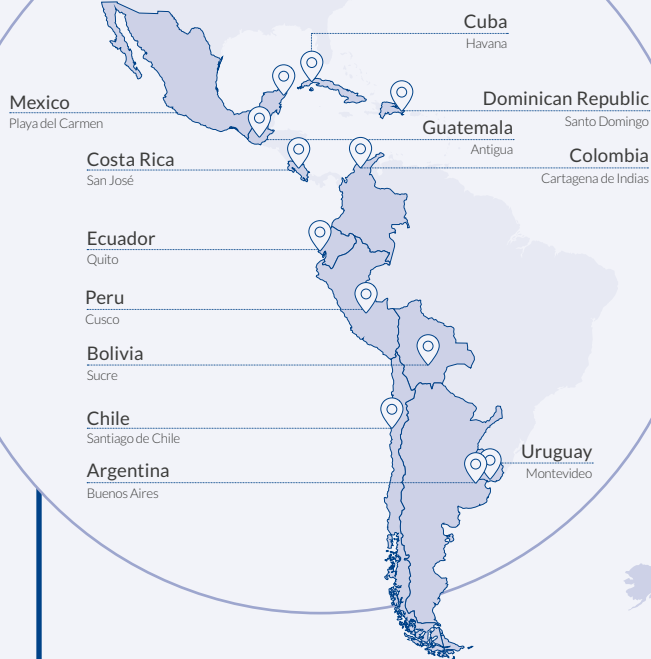 Cuba
Havana
Mexico
Playa del Carmen
Dominican Republic
Santo Domingo
Guatemala
Antigua
Costa Rica
San José
Colombia
Cartagena de Indias
Ecuador
Quito
Peru
Cusco
Bolivia
Sucre
Chile
Santiago de Chile
Uruguay
Montevideo
Argentina
Buenos Aires